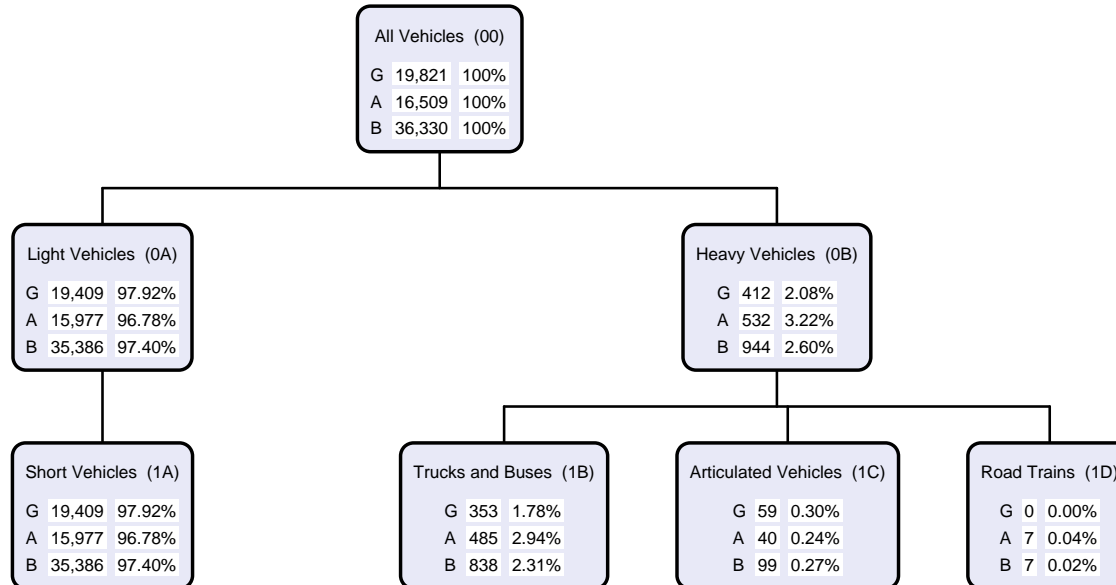 All Vehicles (00)
G 19,821 100%
A 16,509 100%
B 36,330 100%
Light Vehicles (0A)
G 19,409 97.92%
A 15,977 96.78%
B 35,386 97.40%
Heavy Vehicles (0B)
G 412 2.08%
A 532 3.22%
B 944 2.60%
Short Vehicles (1A)
G 19,409 97.92%
A 15,977 96.78%
B 35,386 97.40%
Trucks and Buses (1B)
G 353 1.78%
A 485 2.94%
B 838 2.31%
Articulated Vehicles (1C)
G 59 0.30%
A 40 0.24%
B 99 0.27%
Road Trains (1D)
G 0 0.00%
A 7 0.04%
B 7 0.02%